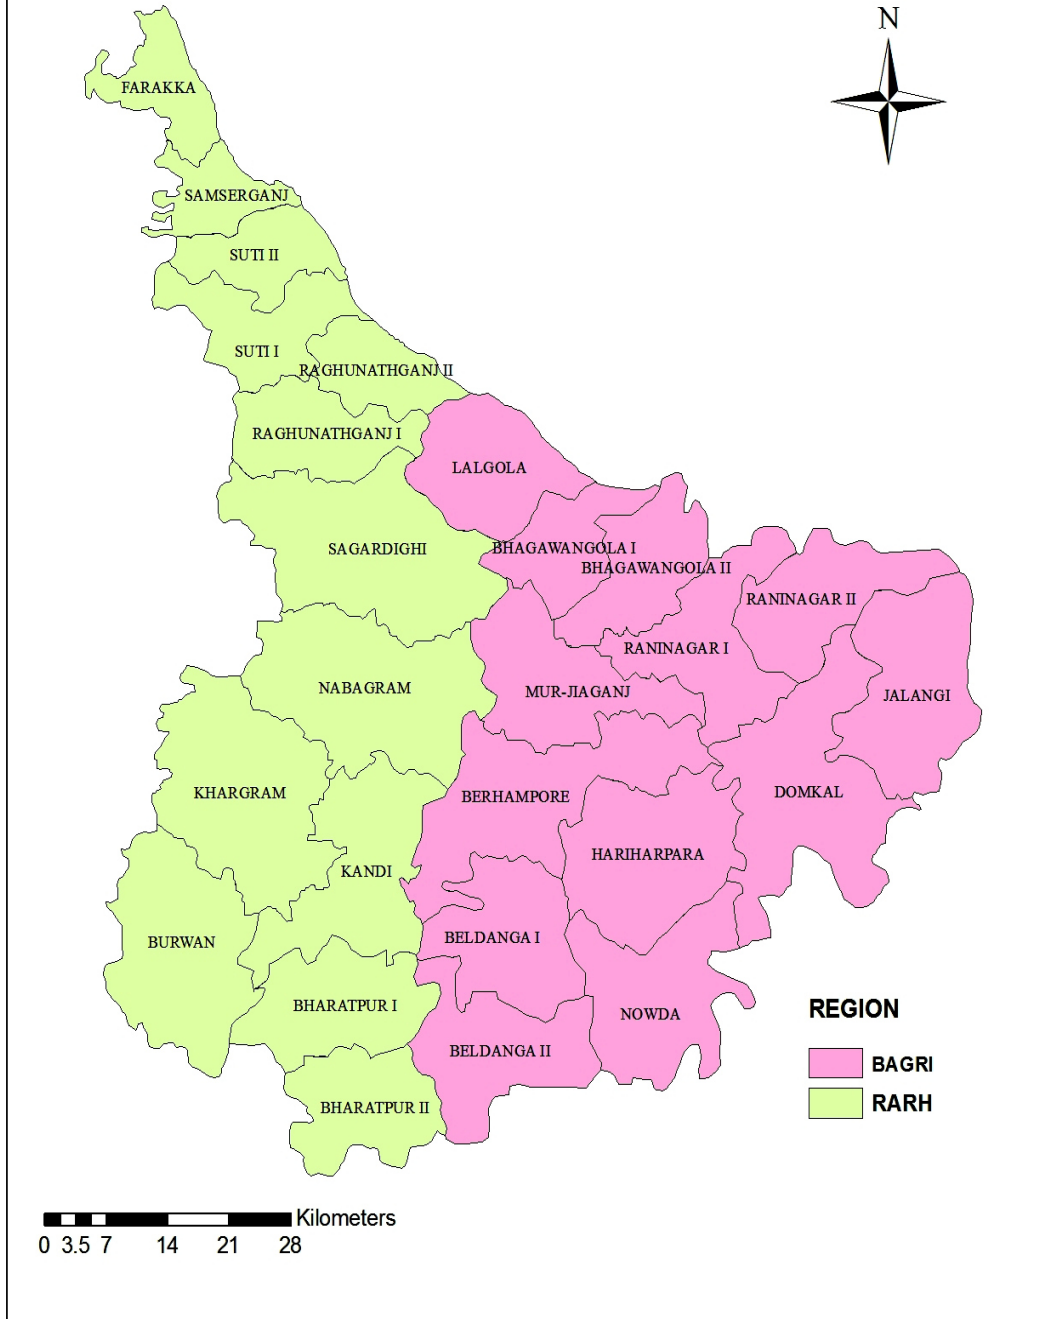 N
FARAKKA
SAMSERGANJ
SUTI II
SUTI I
RAGHUNATHGANJ II
RAGHUNATHGANJ I
LALGOLA
SAGARDIGHI
BHAGAWANGOLA I
BHAGAWANGOLA II
RANINAGAR II
RANINAGAR I
NABAGRAM
MUR-JIAGANJ
JALANGI
KHARGRAM
BERHAMPORE
DOMKAL
HARIHARPARA
KANDI
BURWAN
BELDANGA I
BHARATPUR I
NOWDA
BELDANGA II
BHARATPUR II
REGION
BAGRI
RARH
Kilometers
0 3.5 7 14 21 28